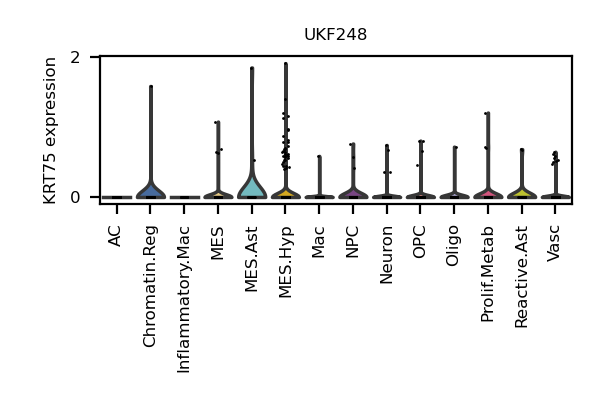 UKF248
KRT75 expression
2
0
AC
Chromatin.Reg
Inflammatory.Mac
MES
MES.Ast
MES.Hyp
Mac
NPC
Neuron
OPC
Oligo
Prolif.Metab
Reactive.Ast
Vasc